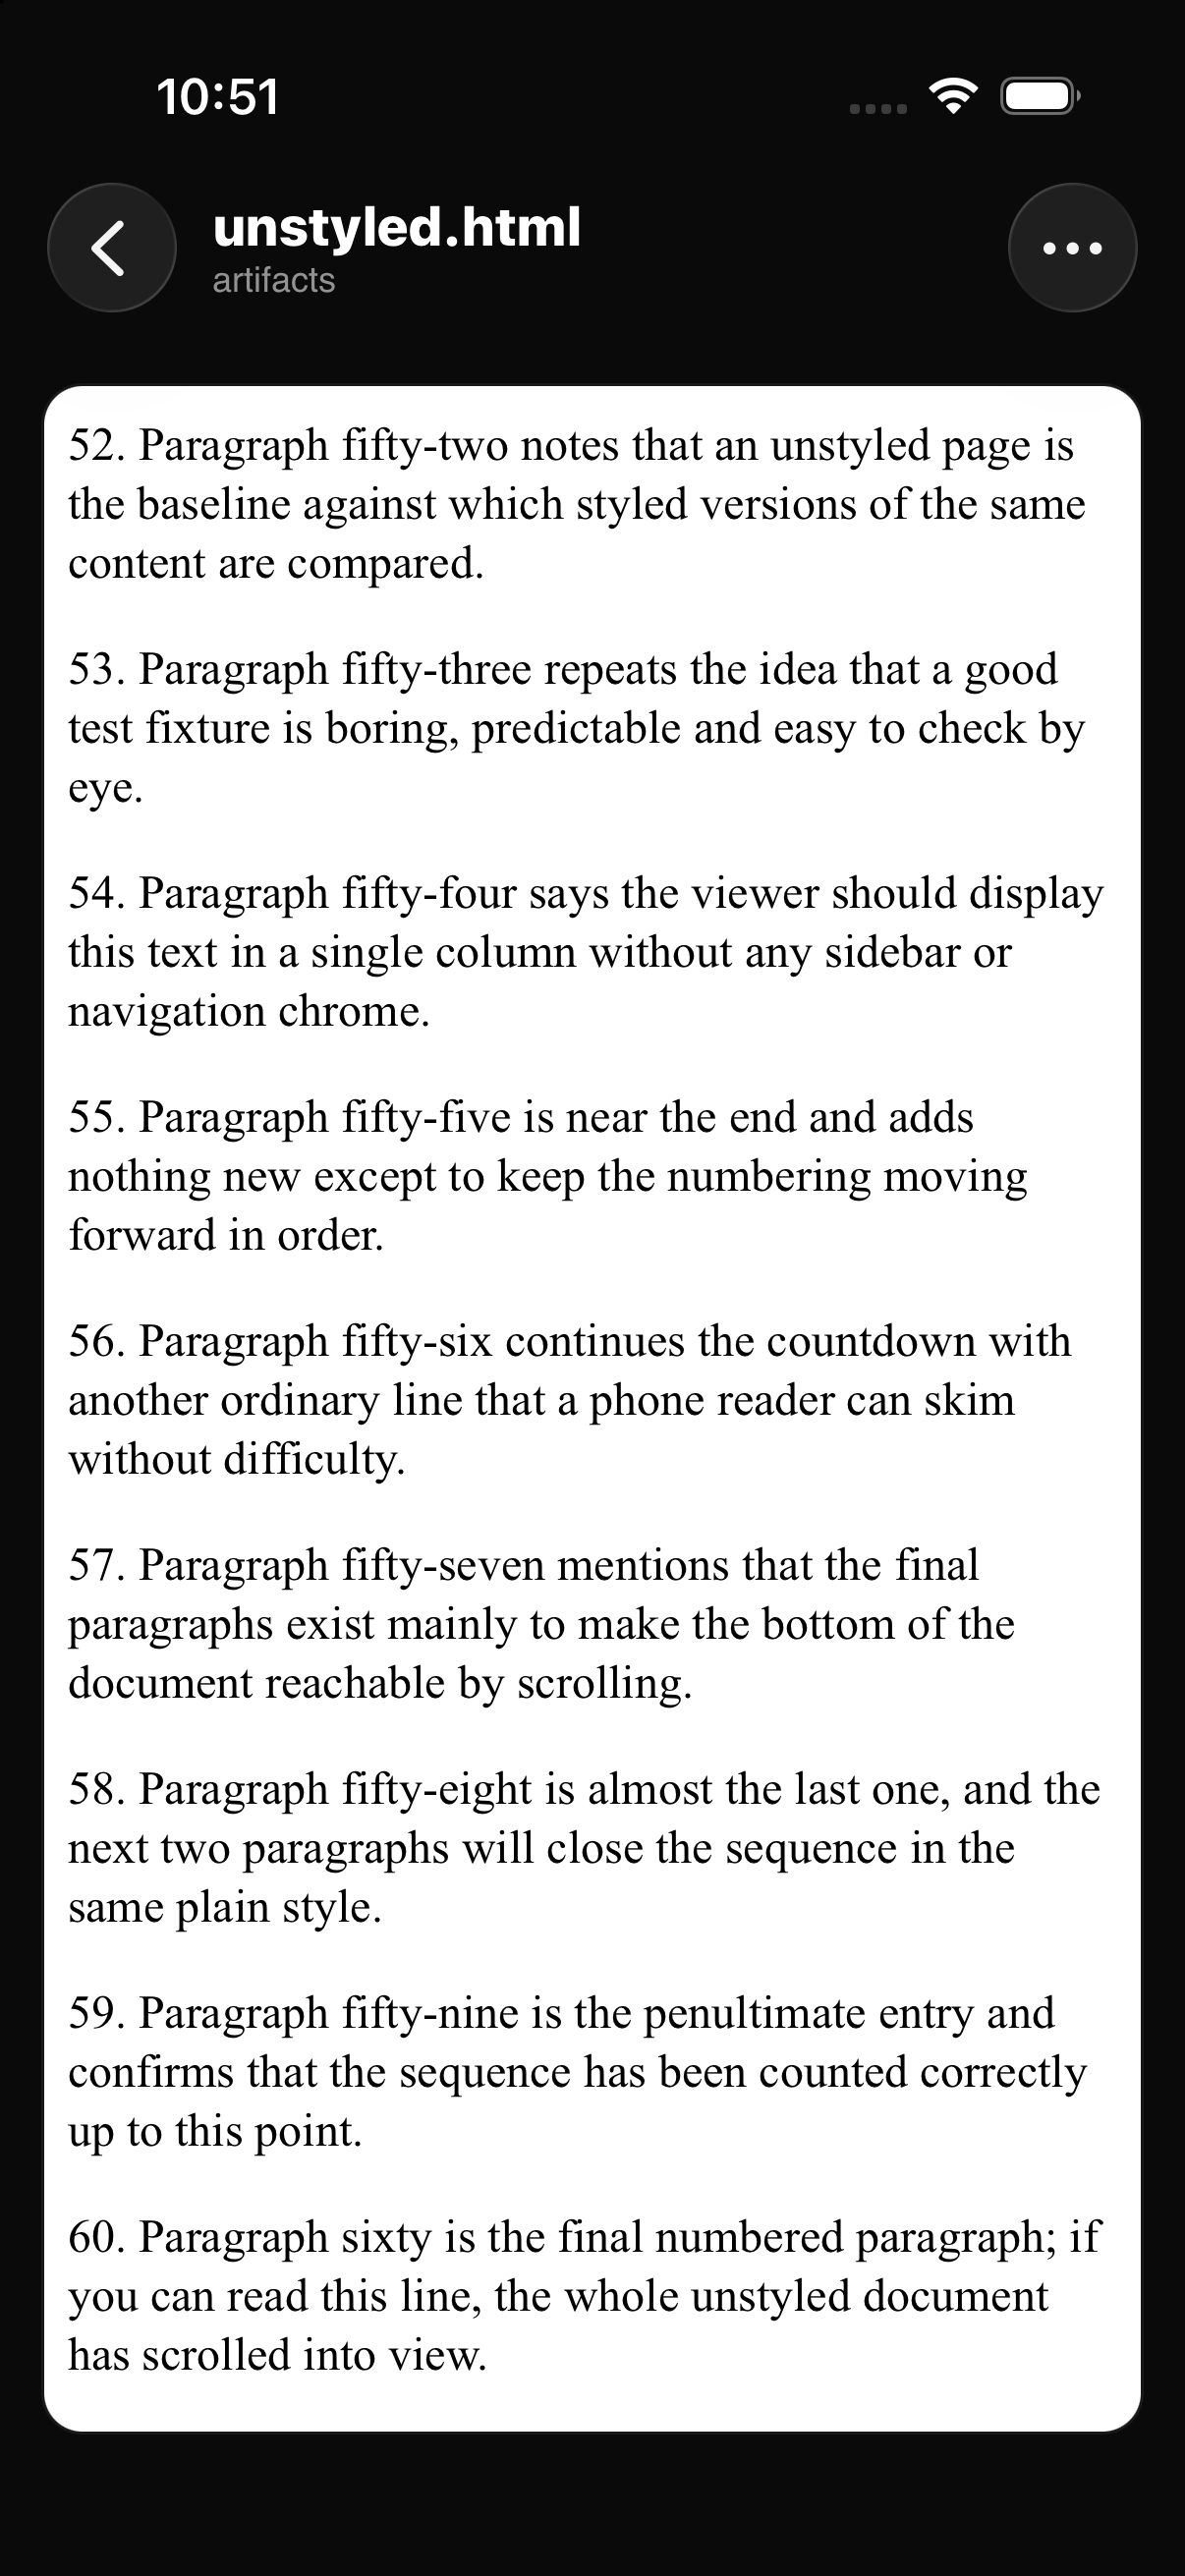 10:51
unstyled.html
artifacts
52. Paragraph fifty-two notes that an unstyled page is
the baseline against which styled versions of the same
content are compared.
53. Paragraph fifty-three repeats the idea that a good
test fixture is boring, predictable and easy to check by
eye.
54. Paragraph fifty-four says the viewer should display
this text in a single column without any sidebar or
navigation chrome.
55. Paragraph fifty-five is near the end and adds
nothing new except to keep the numbering moving
forward in order.
56. Paragraph fifty-six continues the countdown with
another ordinary line that a phone reader can skim
without difficulty.
57. Paragraph fifty-seven mentions that the final
paragraphs exist mainly to make the bottom of the
document reachable by scrolling.
58. Paragraph fifty-eight is almost the last one, and the
next two paragraphs will close the sequence in the
same plain style.
59. Paragraph fifty-nine is the penultimate entry and
confirms that the sequence has been counted correctly
up to this point.
60. Paragraph sixty is the final numbered paragraph; if
you can read this line, the whole unstyled document
has scrolled into view.